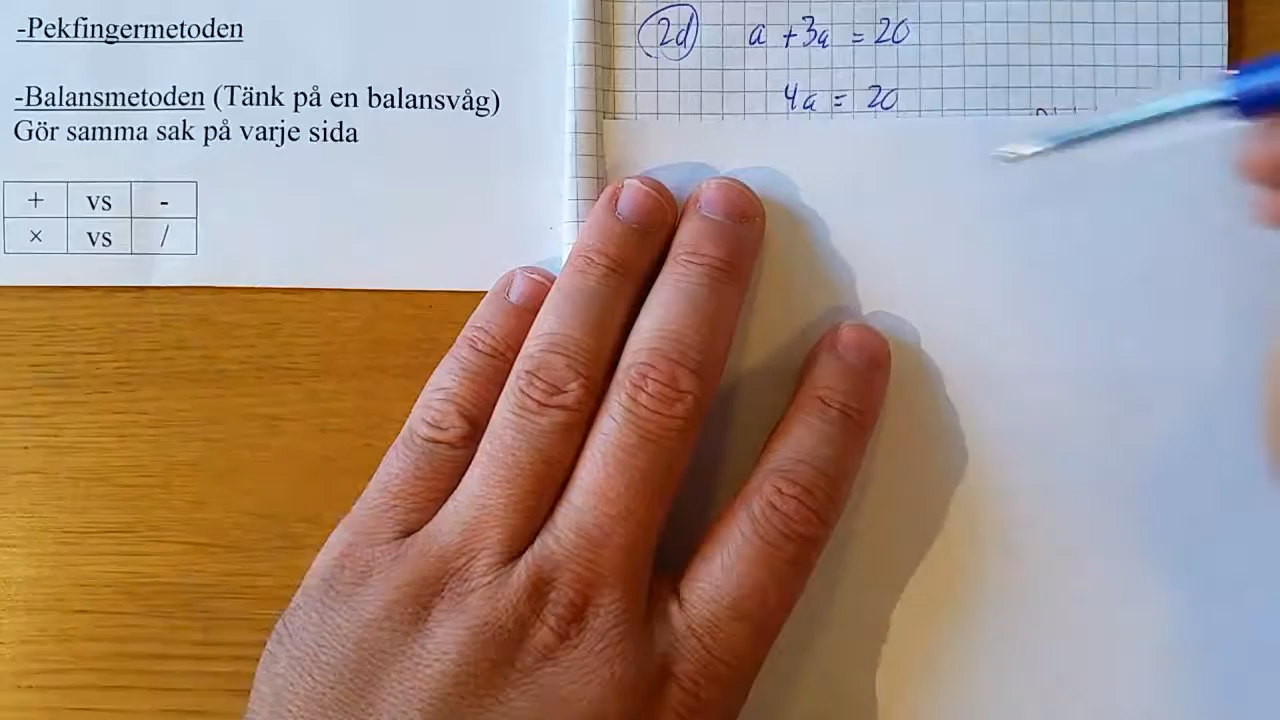 -Pekfingermetoden
-Balansmetoden (Tänk på en balansvåg)
Gör samma sak på varje sida
+ vs -
× vs /
2d) a + 3a = 20
4a = 20